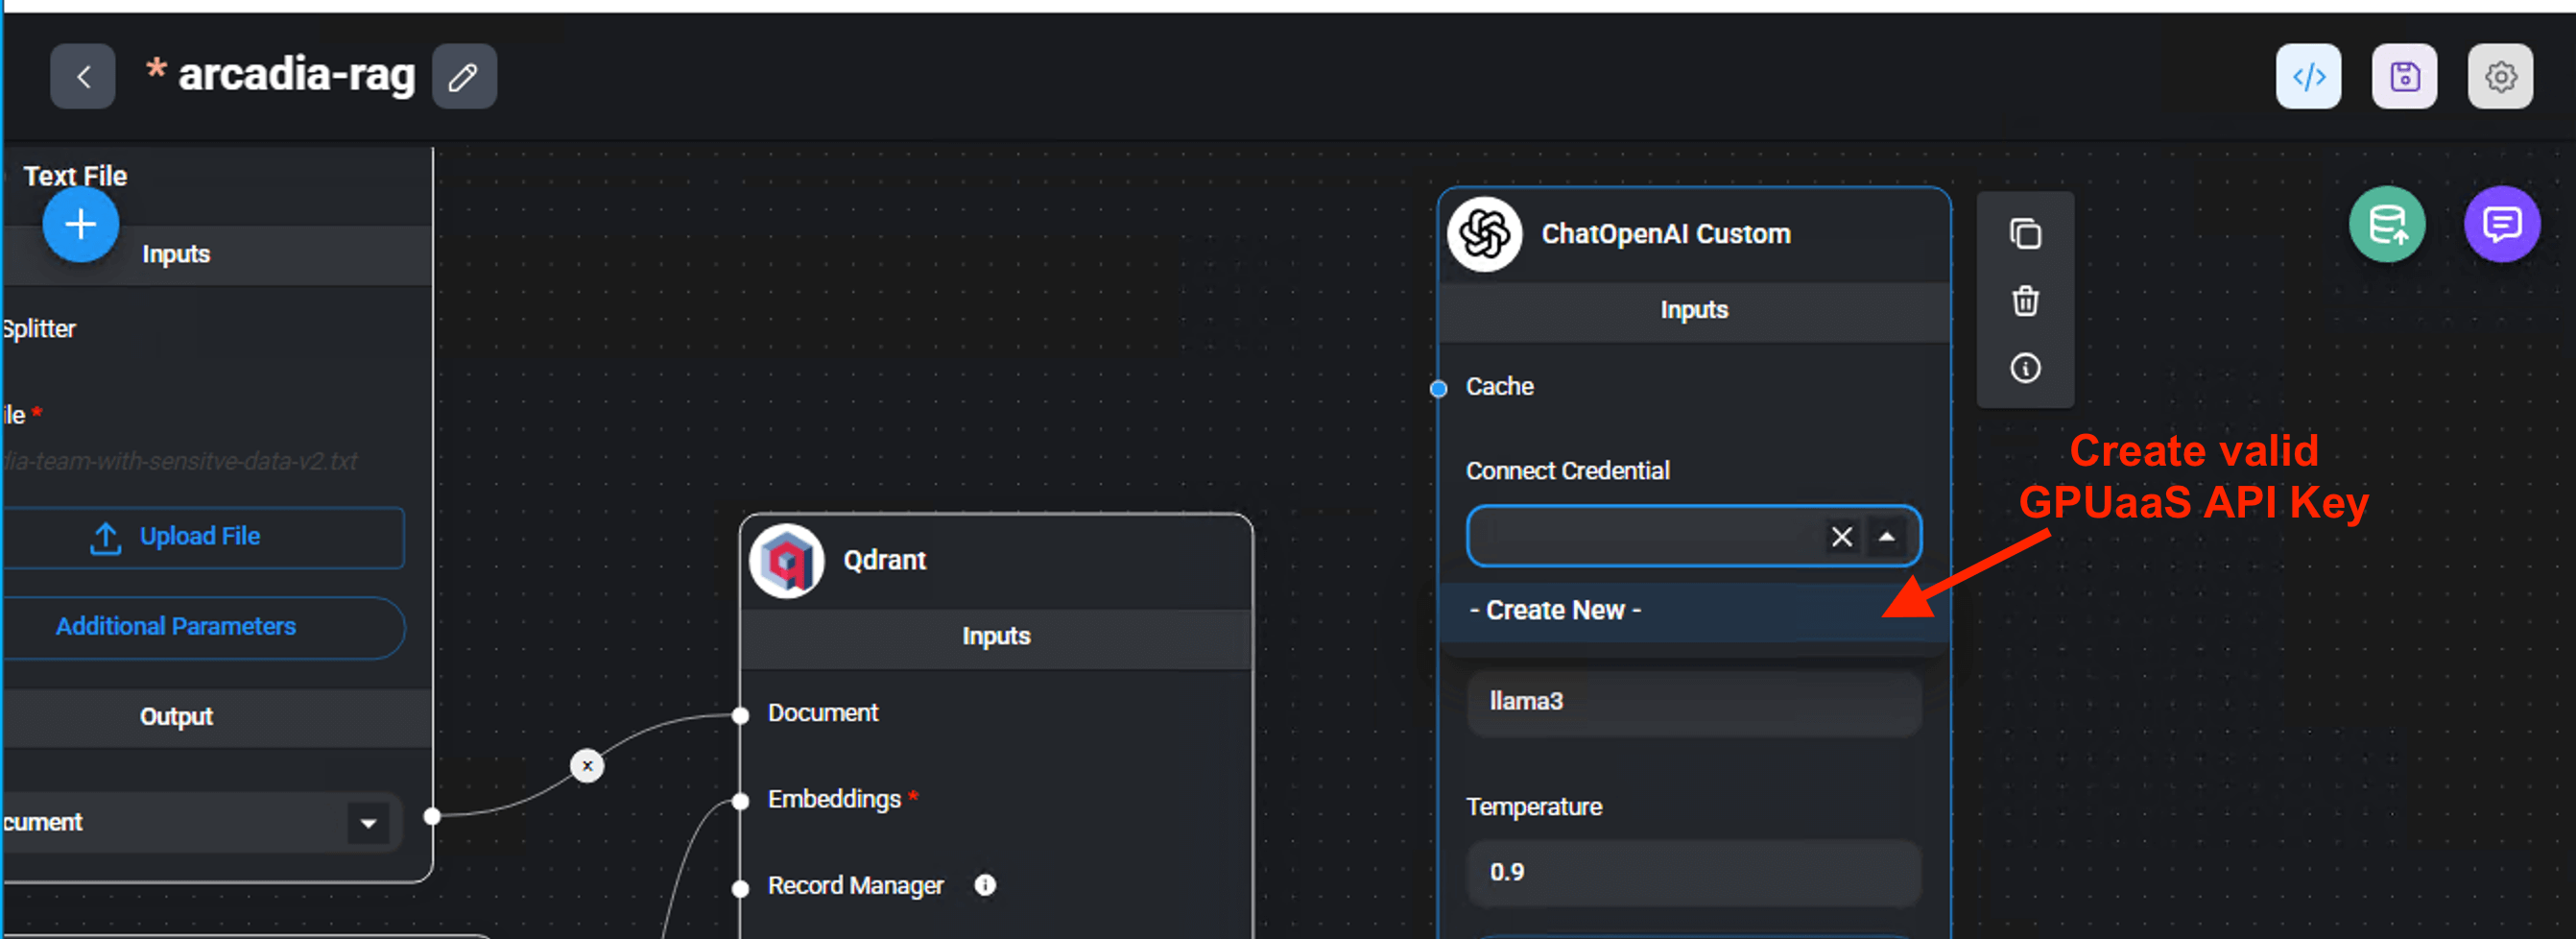 * arcadia-rag
Text File
Inputs
Splitter
ile *
dia-team-with-sensitve-data-v2.txt
Upload File
Additional Parameters
Output
cument
Qdrant
Inputs
Document
Embeddings *
Record Manager
ChatOpenAI Custom
Inputs
Cache
Connect Credential
- Create New -
llama3
Temperature
0.9
Create valid
GPUaaS API Key